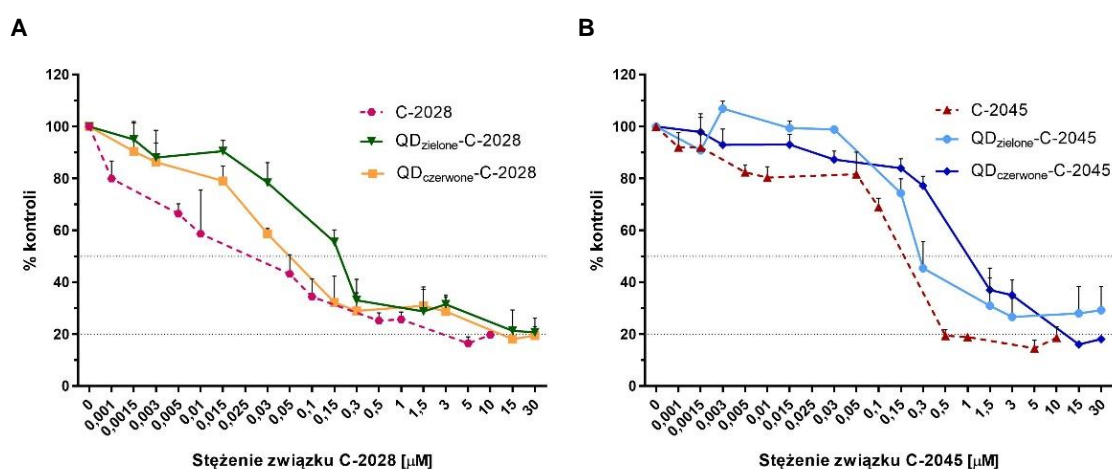 A
120
100
80
60
40
20
0
% kontroli
C-2028
QDzielone-C-2028
QDczerwone-C-2028
0 0,001 0,0015 0,003 0,005 0,01 0,015 0,025 0,03 0,05 0,1 0,15 0,3 0,5 1 1,5 3 5 10 15 30
Stężenie związku C-2028 [µM]
B
120
100
80
60
40
20
0
% kontroli
C-2045
QDzielone-C-2045
QDczerwone-C-2045
0 0,001 0,0015 0,003 0,005 0,01 0,015 0,025 0,03 0,05 0,1 0,15 0,3 0,5 1 1,5 3 5 10 15 30
Stężenie związku C-2045 [µM]